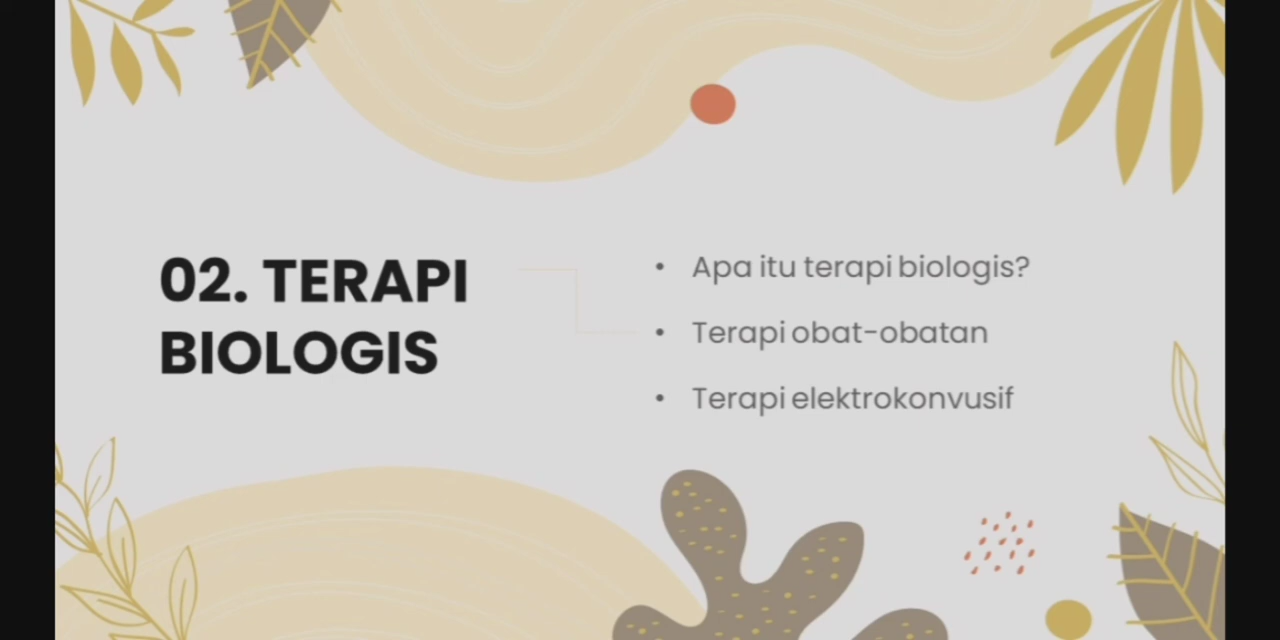 02. TERAPI
BIOLOGIS
• Apa itu terapi biologis?
• Terapi obat-obatan
• Terapi elektrokonvusif